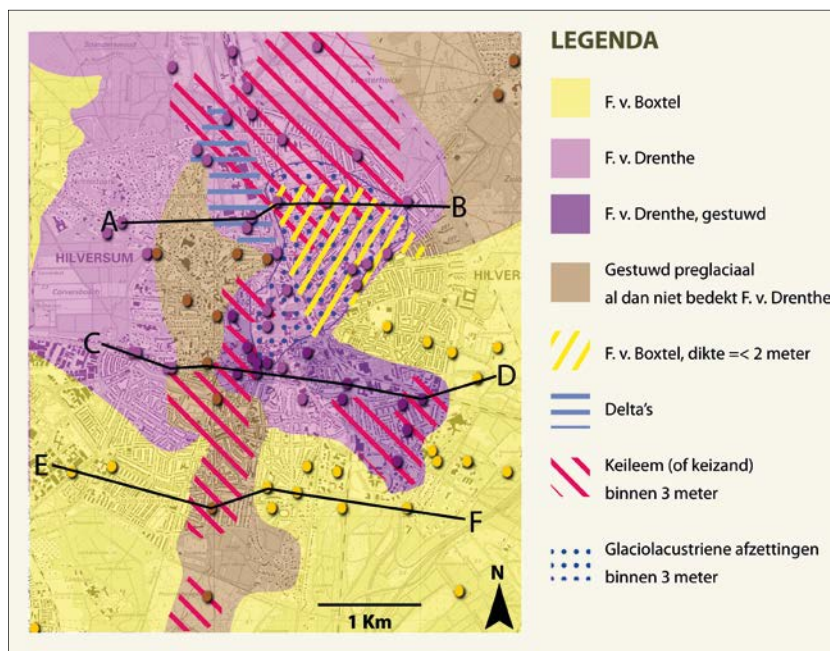 LEGENDA
F. v. Boxtel
F. v. Drenthe
F. v. Drenthe, gestuwd
Gestuwd preglaciaal
al dan niet bedekt F. v. Drenthe
F. v. Boxtel, dikte =< 2 meter
Delta's
Keileem (of keizand)
binnen 3 meter
Glaciolacustriene afzettingen
binnen 3 meter
A
B
HILVERSUM
HILVERS
C
D
E
F
N
1 Km